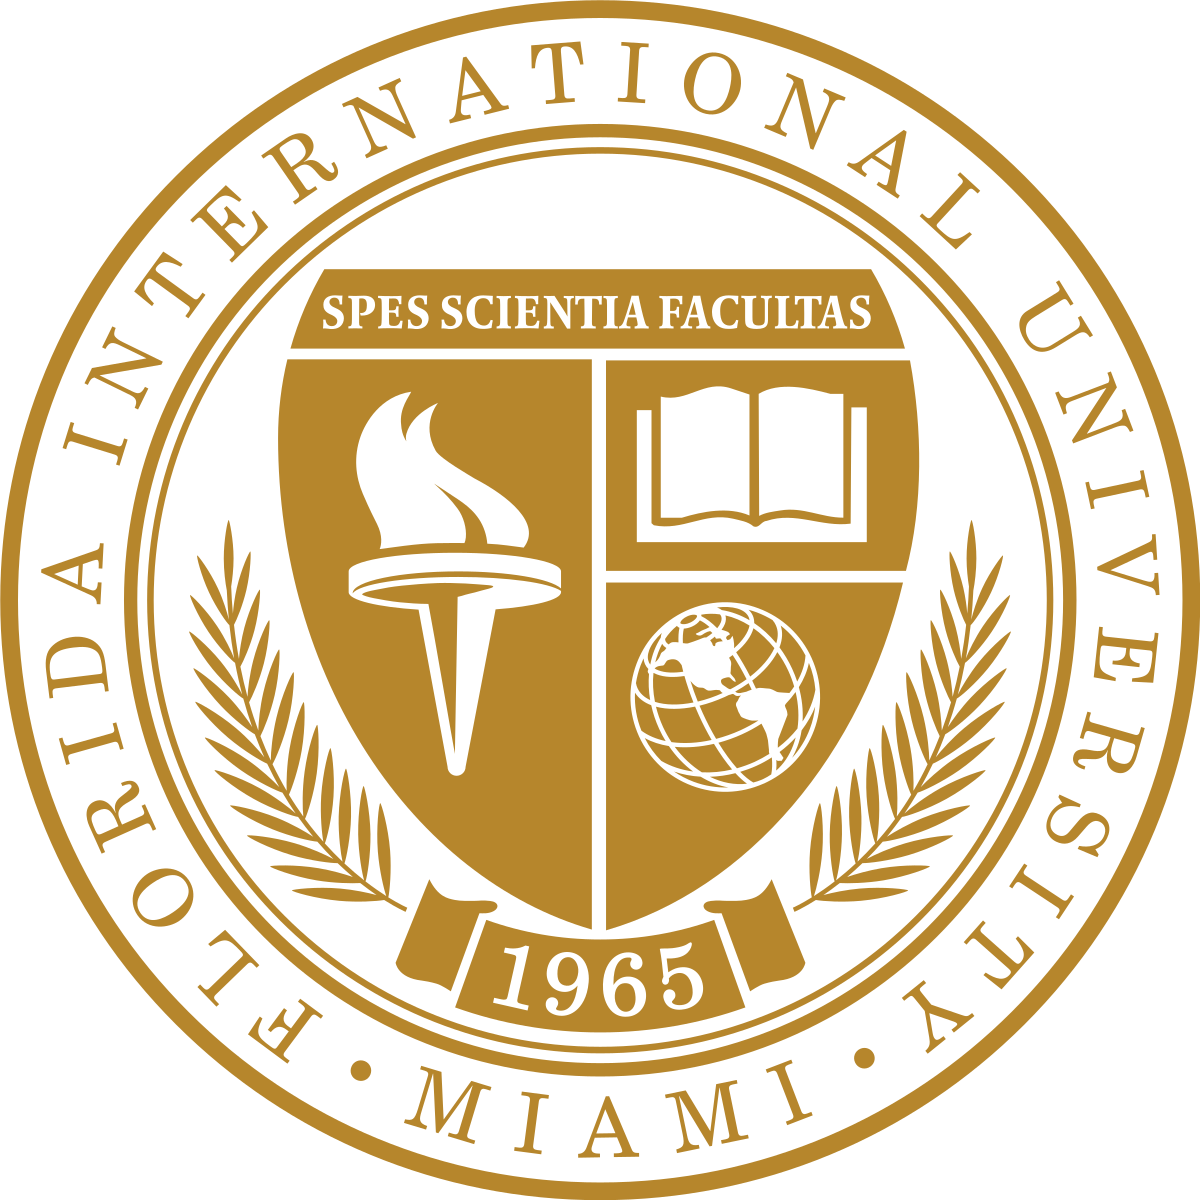 FLORIDA INTERNATIONAL UNIVERSITY
SPES SCIENTIA FACULTAS
1965
• MIAMI •